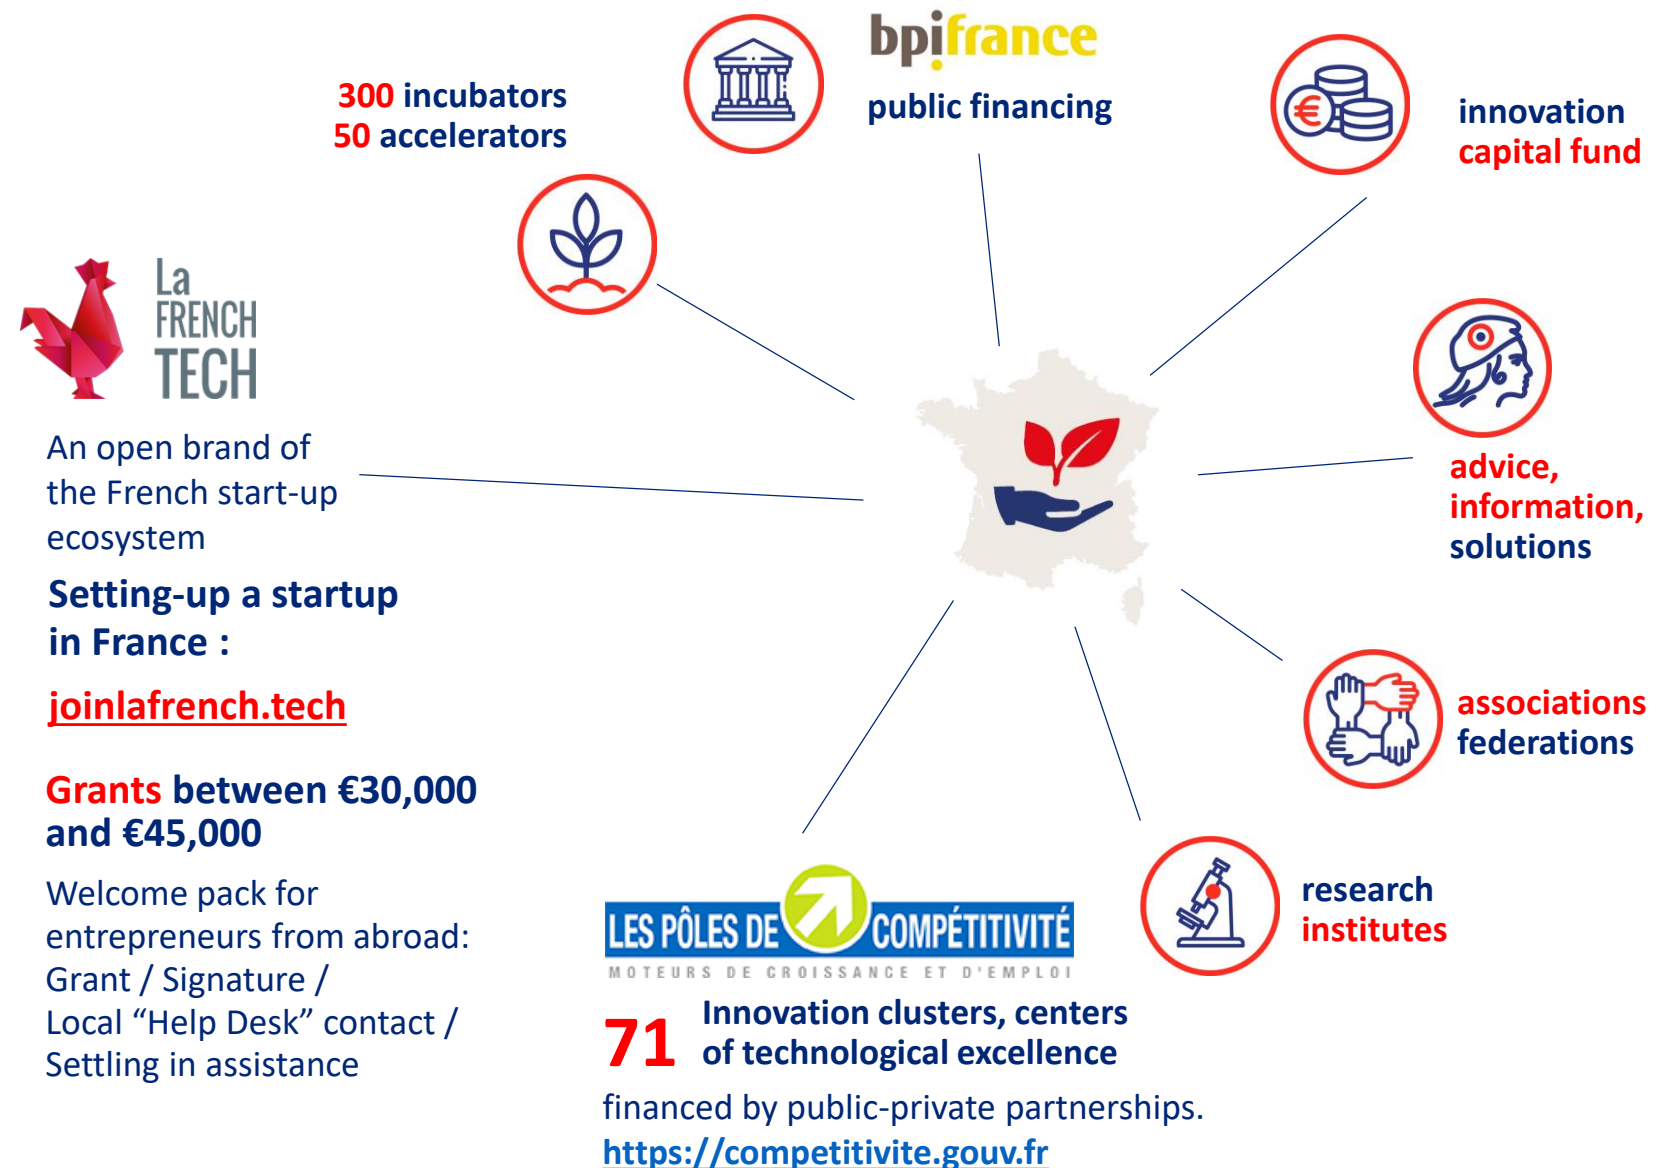 bpifrance
public financing
300 incubators
50 accelerators
innovation
capital fund
La
FRENCH
TECH
An open brand of
the French start-up
ecosystem
Setting-up a startup
in France :
joinlafrench.tech
Grants between €30,000
and €45,000
Welcome pack for
entrepreneurs from abroad:
Grant / Signature /
Local “Help Desk” contact /
Settling in assistance
advice,
information,
solutions
associations
federations
research
institutes
LES PÔLES DE COMPÉTITIVITÉ
MOTEURS DE CROISSANCE ET D'EMPLOI
71 Innovation clusters, centers
of technological excellence
financed by public-private partnerships.
https://competitivite.gouv.fr